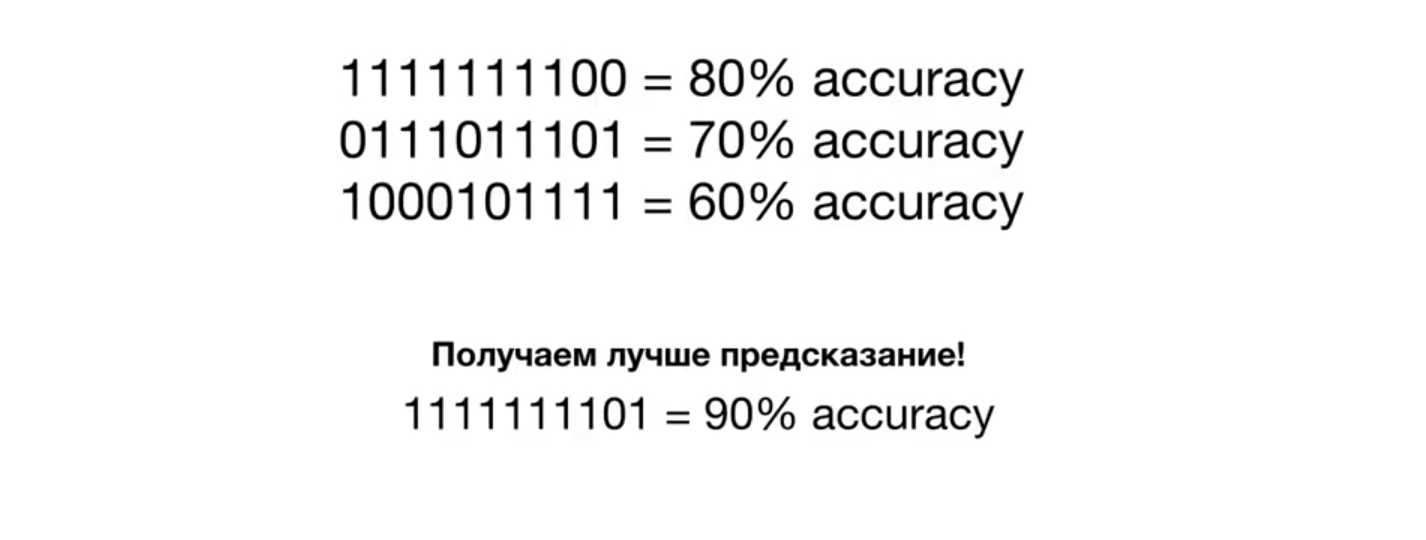 1111111100 = 80% accuracy
0111011101 = 70% accuracy
1000101111 = 60% accuracy
Получаем лучше предсказание!
1111111101 = 90% accuracy